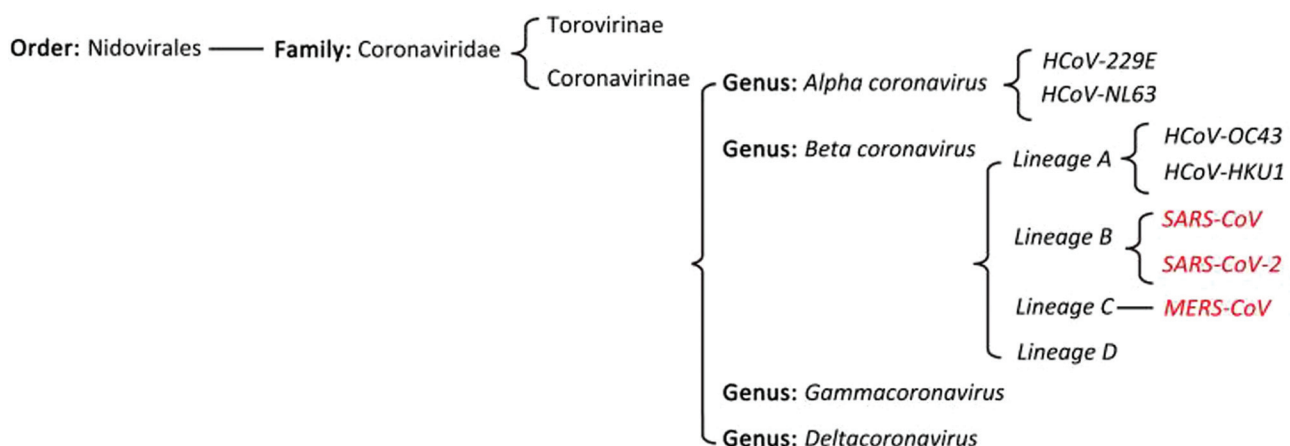 Torovirinae
Order: Nidovirales
Family: Coronaviridae
Coronavirinae
Genus: Alpha coronavirus
HCoV-229E
HCoV-NL63
Genus: Beta coronavirus
Lineage A
HCoV-OC43
HCoV-HKU1
Lineage B
SARS-CoV
SARS-CoV-2
Lineage C
MERS-CoV
Lineage D
Genus: Gammacoronavirus
Genus: Deltacoronavirus